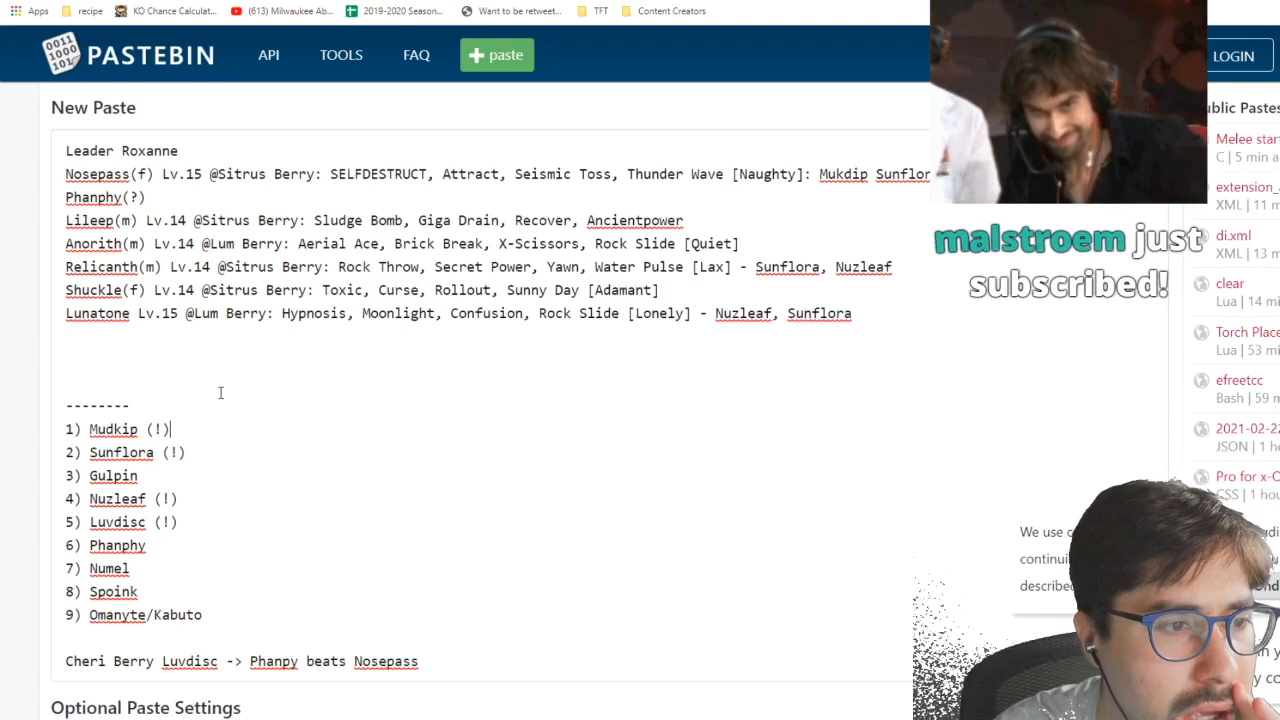 Apps recipe KO Chance Calculat... (613) Milwaukee Ab... 2019-2020 Season... Want to be retweet... TFT Content Creators
0011
1000
101
PASTEBIN API TOOLS FAQ + paste LOGIN
New Paste
Leader Roxanne
Nosepass(f) Lv.15 @Sitrus Berry: SELFDESTRUCT, Attract, Seismic Toss, Thunder Wave [Naughty]: Mukdip Sunflora
Phanphy(?)
Lileep(m) Lv.14 @Sitrus Berry: Sludge Bomb, Giga Drain, Recover, Ancientpower
Anorith(m) Lv.14 @Lum Berry: Aerial Ace, Brick Break, X-Scissors, Rock Slide [Quiet]
Relicanth(m) Lv.14 @Sitrus Berry: Rock Throw, Secret Power, Yawn, Water Pulse [Lax] - Sunflora, Nuzleaf
Shuckle(f) Lv.14 @Sitrus Berry: Toxic, Curse, Rollout, Sunny Day [Adamant]
Lunatone Lv.15 @Lum Berry: Hypnosis, Moonlight, Confusion, Rock Slide [Lonely] - Nuzleaf, Sunflora
--------
1) Mudkip (!)
2) Sunflora (!)
3) Gulpin
4) Nuzleaf (!)
5) Luvdisc (!)
6) Phanphy
7) Numel
8) Spoink
9) Omanyte/Kabuto
Cheri Berry Luvdisc -> Phanpy beats Nosepass
Optional Paste Settings
malstroem just
subscribed!
ublic Pastes
Melee star
C | 5 min a
extension_
XML | 11 m
di.xml
XML | 13 m
clear
Lua | 14 min
Torch Place
Lua | 53 m
efreetcc
Bash | 59 m
2021-02-22
JSON | 1 h
Pro for x-C
CSS | 1 hou
We use c
continui
described